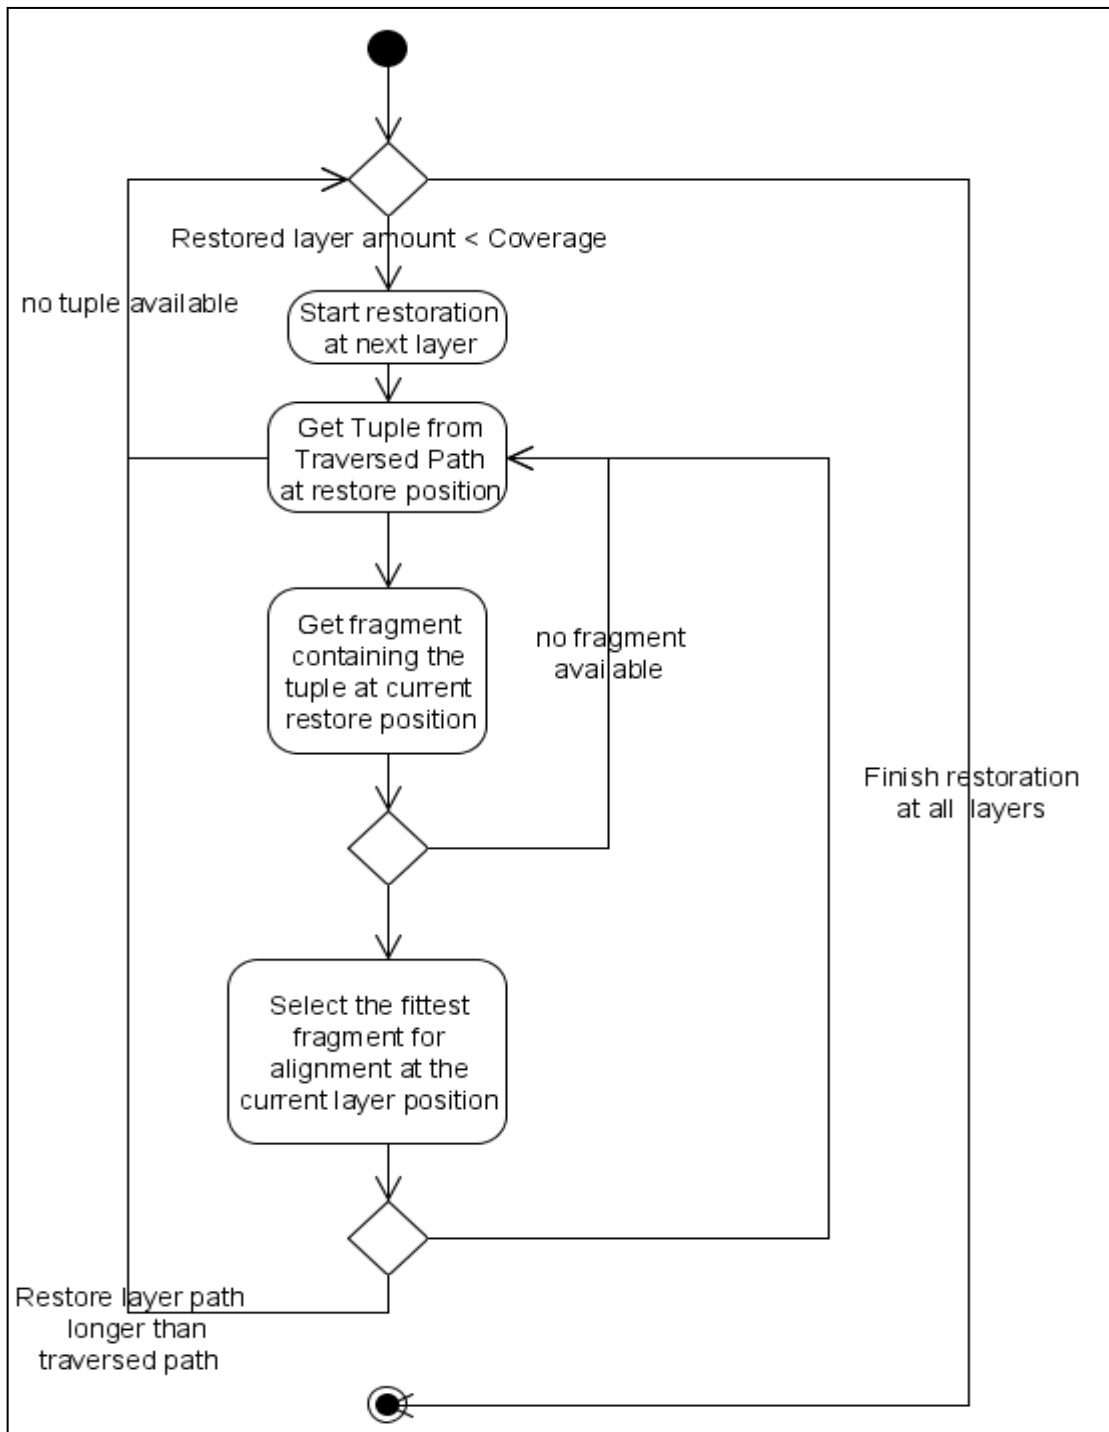 Restored layer amount < Coverage
no tuple available
Start restoration
at next layer
Get Tuple from
Traversed Path
at restore position
Get fragment
containing the
tuple at current
restore position
no fragment
available
Finish restoration
at all layers
Select the fittest
fragment for
alignment at the
current layer position
Restore layer path
longer than
traversed path